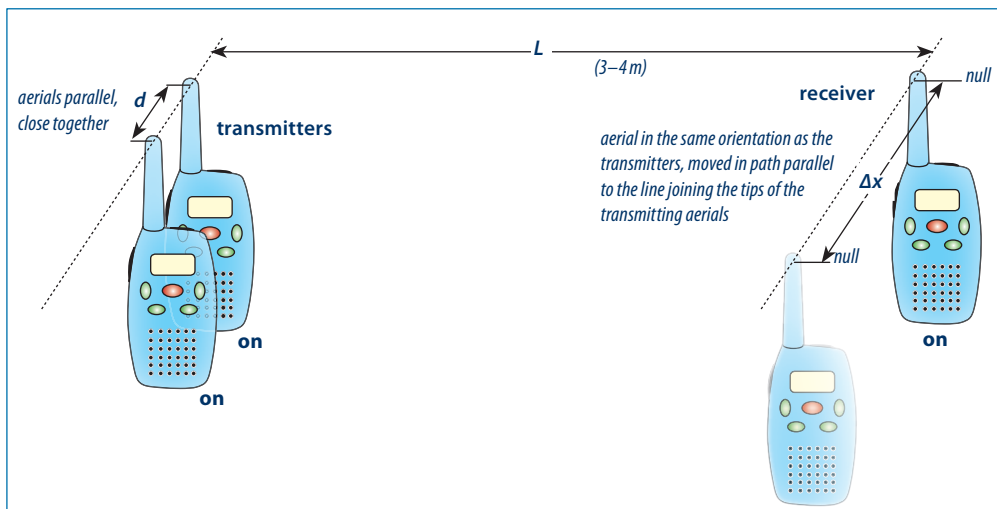 L
(3–4 m)
null
aerials parallel,
close together
d
transmitters
receiver
aerial in the same orientation as the
transmitters, moved in path parallel
to the line joining the tips of the
transmitting aerials
Δx
null
on
on
on